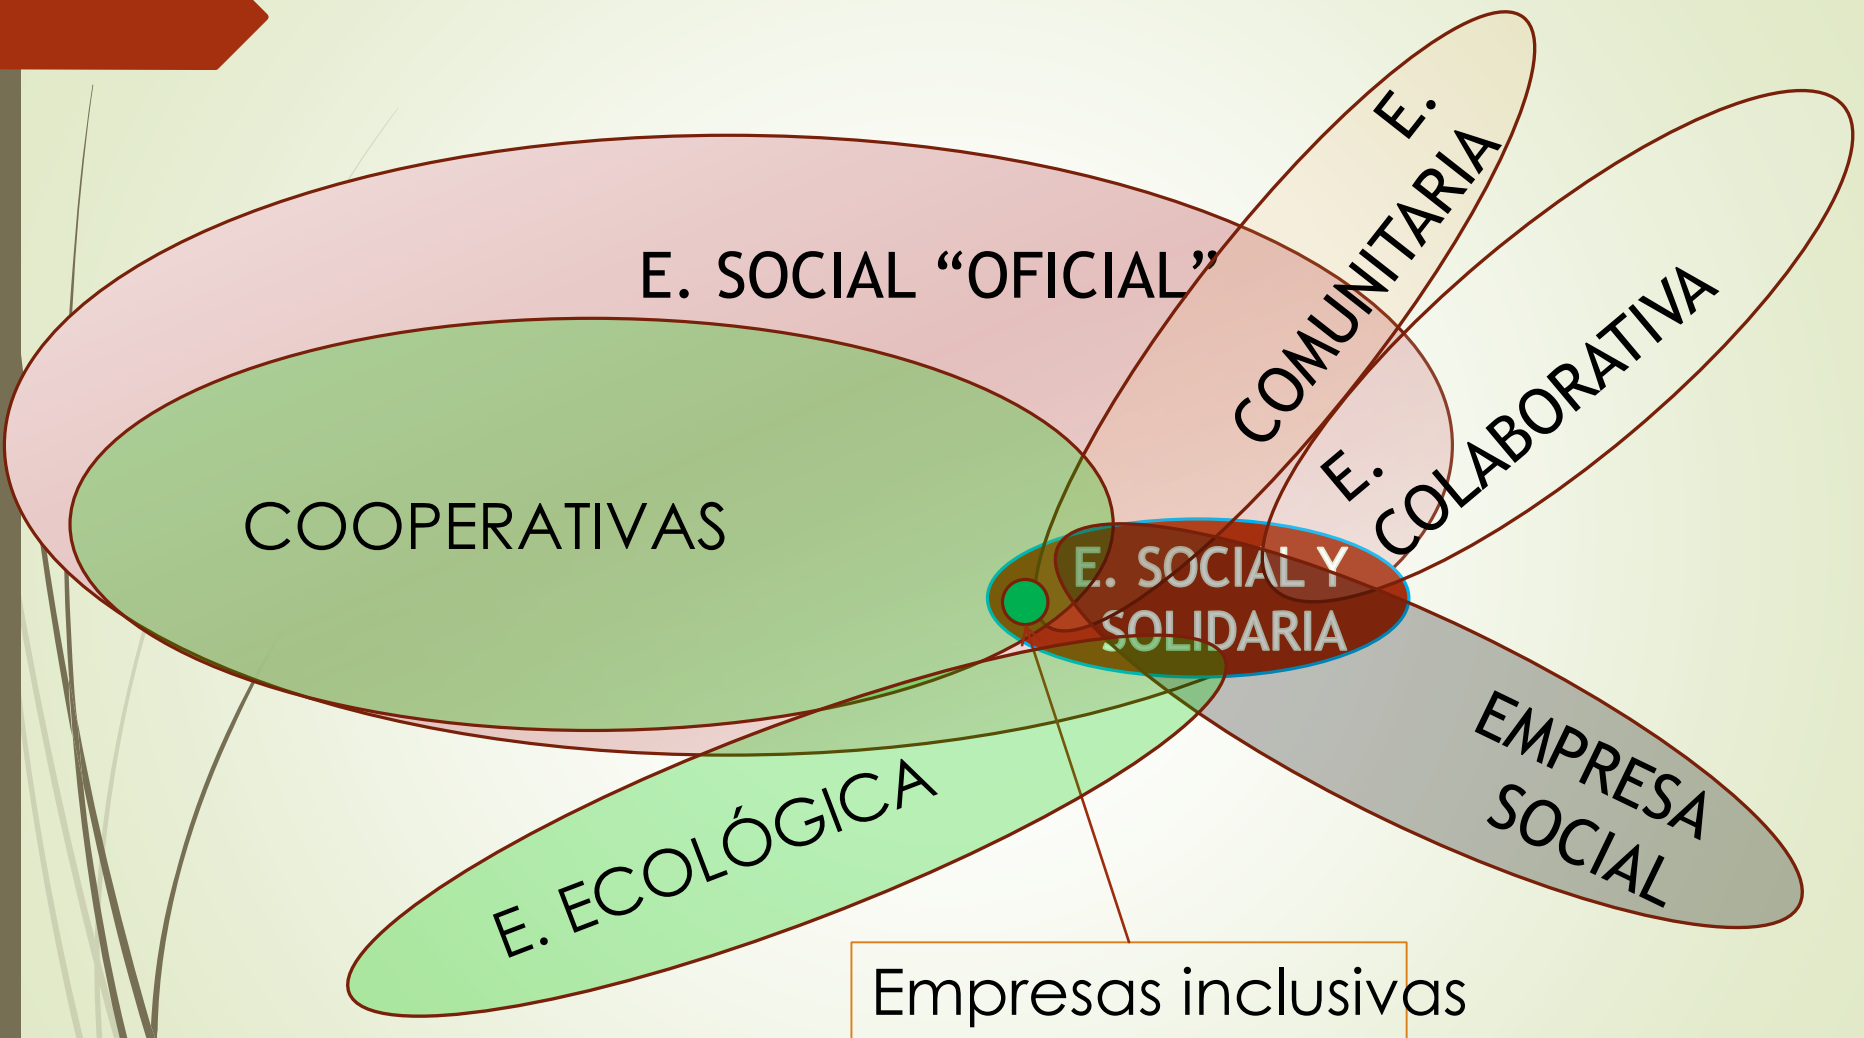 E.
COMUNITARIA
E. SOCIAL “OFICIAL”
E.
COLABORATIVA
COOPERATIVAS
E. SOCIAL Y
SOLIDARIA
EMPRESA
SOCIAL
E. ECOLÓGICA
Empresas inclusivas